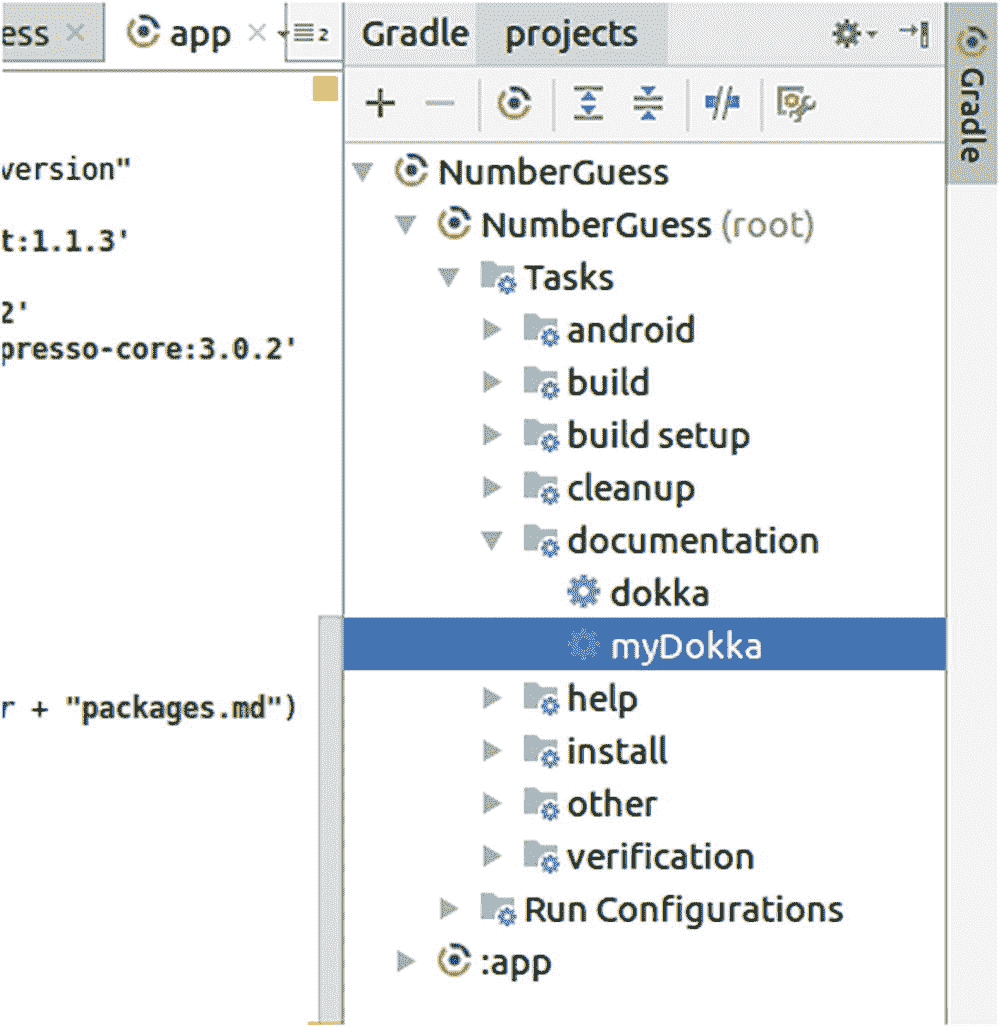 ess
app
2
version"
t:1.1.3'
2'
presso-core:3.0.2'
r + "packages.md")
Gradle projects
Gradle
NumberGuess
NumberGuess (root)
Tasks
android
build
build setup
cleanup
documentation
dokka
myDokka
help
install
other
verification
Run Configurations
:app